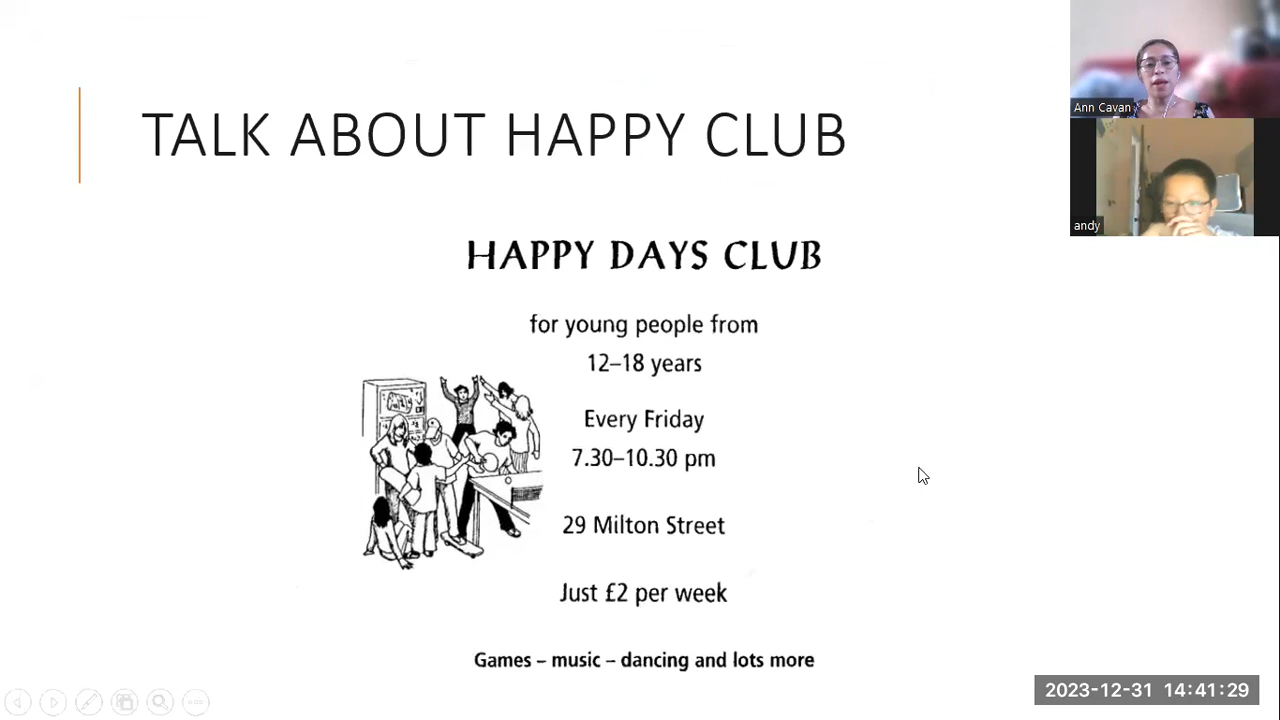 TALK ABOUT HAPPY CLUB
HAPPY DAYS CLUB
for young people from
12–18 years
Every Friday
7.30–10.30 pm
29 Milton Street
Just £2 per week
Games – music – dancing and lots more
Ann Cavan
andy
2023-12-31 14:41:29